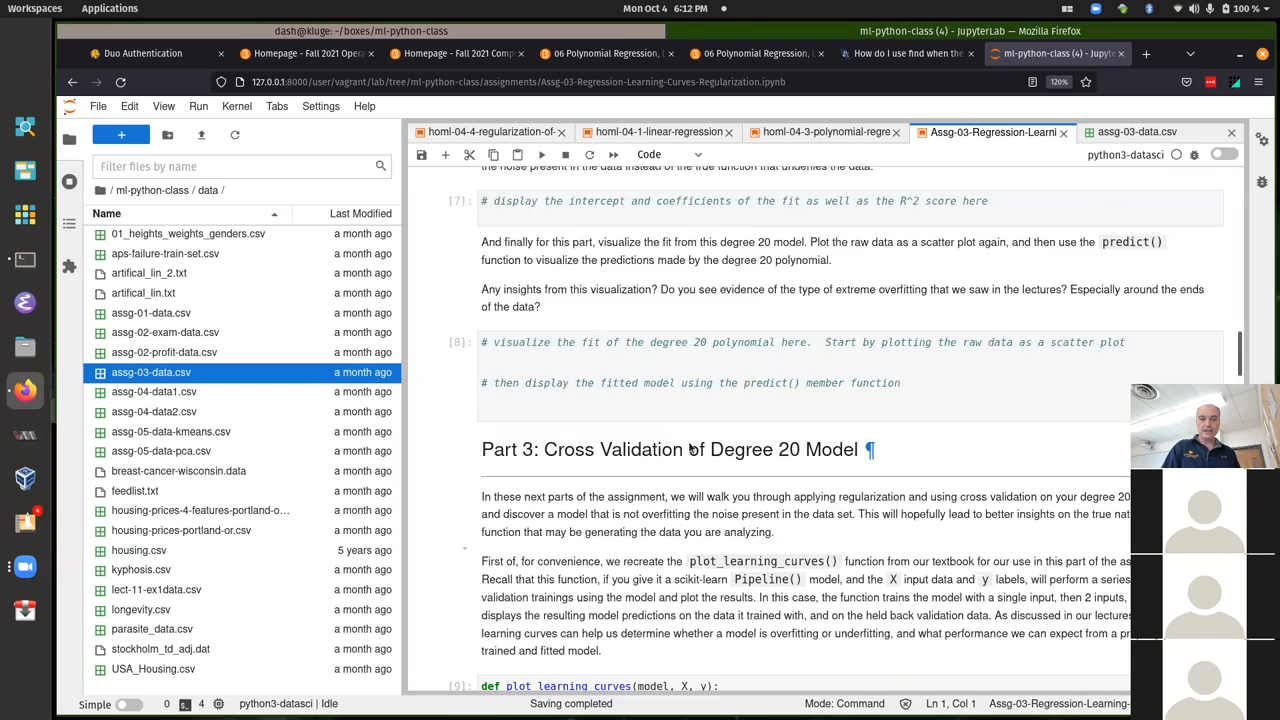 Workspaces Applications Mon Oct 4 6:12 PM 100 %
dash@kluge: ~/boxes/ml-python-class ml-python-class (4) - JupyterLab — Mozilla Firefox
Duo Authentication Homepage - Fall 2021 Oper Homepage - Fall 2021 Comp 06 Polynomial Regression, L 06 Polynomial Regression, L How do I use find when the ml-python-class (4) - Jupyte
127.0.0.1:8000/user/vagrant/lab/tree/ml-python-class/assignments/Assg-03-Regression-Learning-Curves-Regularization.ipynb 120%
File Edit View Run Kernel Tabs Settings Help
homl-04-4-regularization-of- homl-04-1-linear-regression homl-04-3-polynomial-regre Assg-03-Regression-Learni assg-03-data.csv
Code python3-datasci
Filter files by name
/ ml-python-class / data /
Name Last Modified
01_heights_weights_genders.csv a month ago
aps-failure-train-set.csv a month ago
artifical_lin_2.txt a month ago
artifical_lin.txt a month ago
assg-01-data.csv a month ago
assg-02-exam-data.csv a month ago
assg-02-profit-data.csv a month ago
assg-03-data.csv a month ago
assg-04-data1.csv a month ago
assg-04-data2.csv a month ago
assg-05-data-kmeans.csv a month ago
assg-05-data-pca.csv a month ago
breast-cancer-wisconsin.data a month ago
feedlist.txt a month ago
housing-prices-4-features-portland-o... a month ago
housing-prices-portland-or.csv a month ago
housing.csv 5 years ago
kyphosis.csv a month ago
lect-11-ex1data.csv a month ago
longevity.csv a month ago
parasite_data.csv a month ago
stockholm_td_adj.dat a month ago
USA_Housing.csv a month ago
the noise present in the data instead of the true function that underlies the data.
[7]: # display the intercept and coefficients of the fit as well as the R^2 score here
And finally for this part, visualize the fit from this degree 20 model. Plot the raw data as a scatter plot again, and then use the predict()
function to visualize the predictions made by the degree 20 polynomial.
Any insights from this visualization? Do you see evidence of the type of extreme overfitting that we saw in the lectures? Especially around the ends
of the data?
[8]: # visualize the fit of the degree 20 polynomial here. Start by plotting the raw data as a scatter plot
# then display the fitted model using the predict() member function
Part 3: Cross Validation of Degree 20 Model ¶
In these next parts of the assignment, we will walk you through applying regularization and using cross validation on your degree 20
and discover a model that is not overfitting the noise present in the data set. This will hopefully lead to better insights on the true nat
function that may be generating the data you are analyzing.
First of, for convenience, we recreate the plot_learning_curves() function from our textbook for our use in this part of the as
Recall that this function, if you give it a scikit-learn Pipeline() model, and the X input data and y labels, will perform a series
validation trainings using the model and plot the results. In this case, the function trains the model with a single input, then 2 inputs,
displays the resulting model predictions on the data it trained with, and on the held back validation data. As discussed in our lectures
learning curves can help us determine whether a model is overfitting or underfitting, and what performance we can expect from a pr
trained and fitted model.
[9]: def plot_learning_curves(model, X, y):
Simple 0 4 python3-datasci | Idle Saving completed Mode: Command Ln 1, Col 1 Assg-03-Regression-Learning-